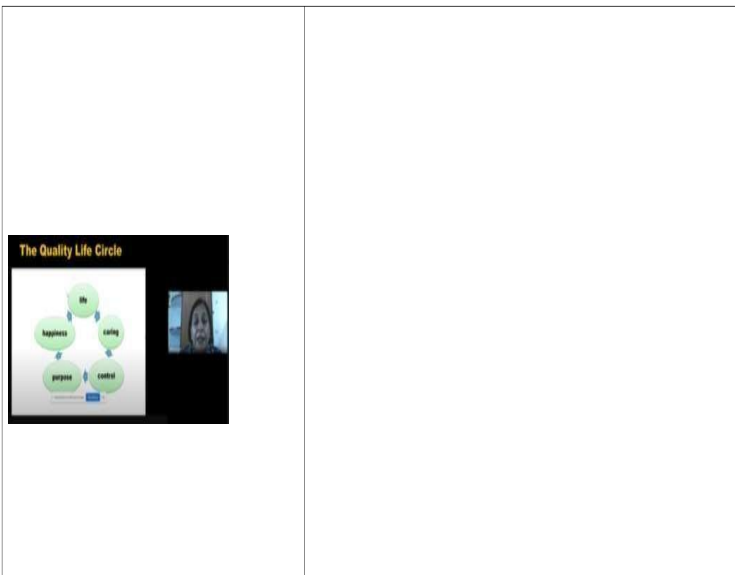 The Quality Life Circle
life
happiness
caring
purpose
control